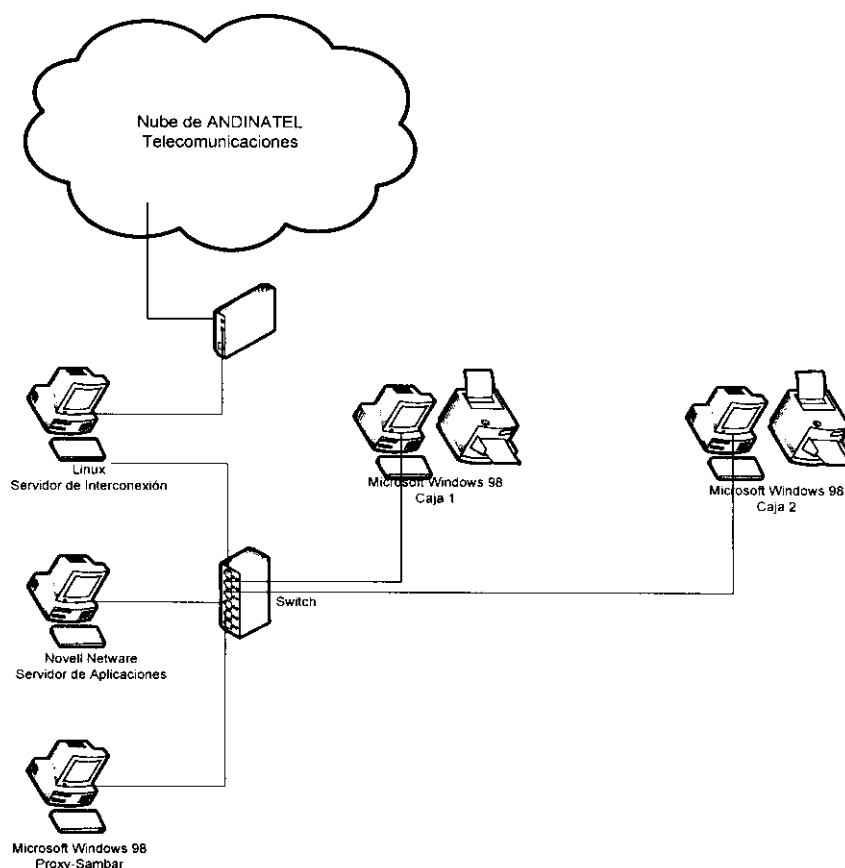 Nube de ANDINATEL
Telecomunicaciones
Linux
Servidor de Interconexión
Microsoft Windows 98
Caja 1
Microsoft Windows 98
Caja 2
Switch
Novell Netware
Servidor de Aplicaciones
Microsoft Windows 98
Proxy-Sambar